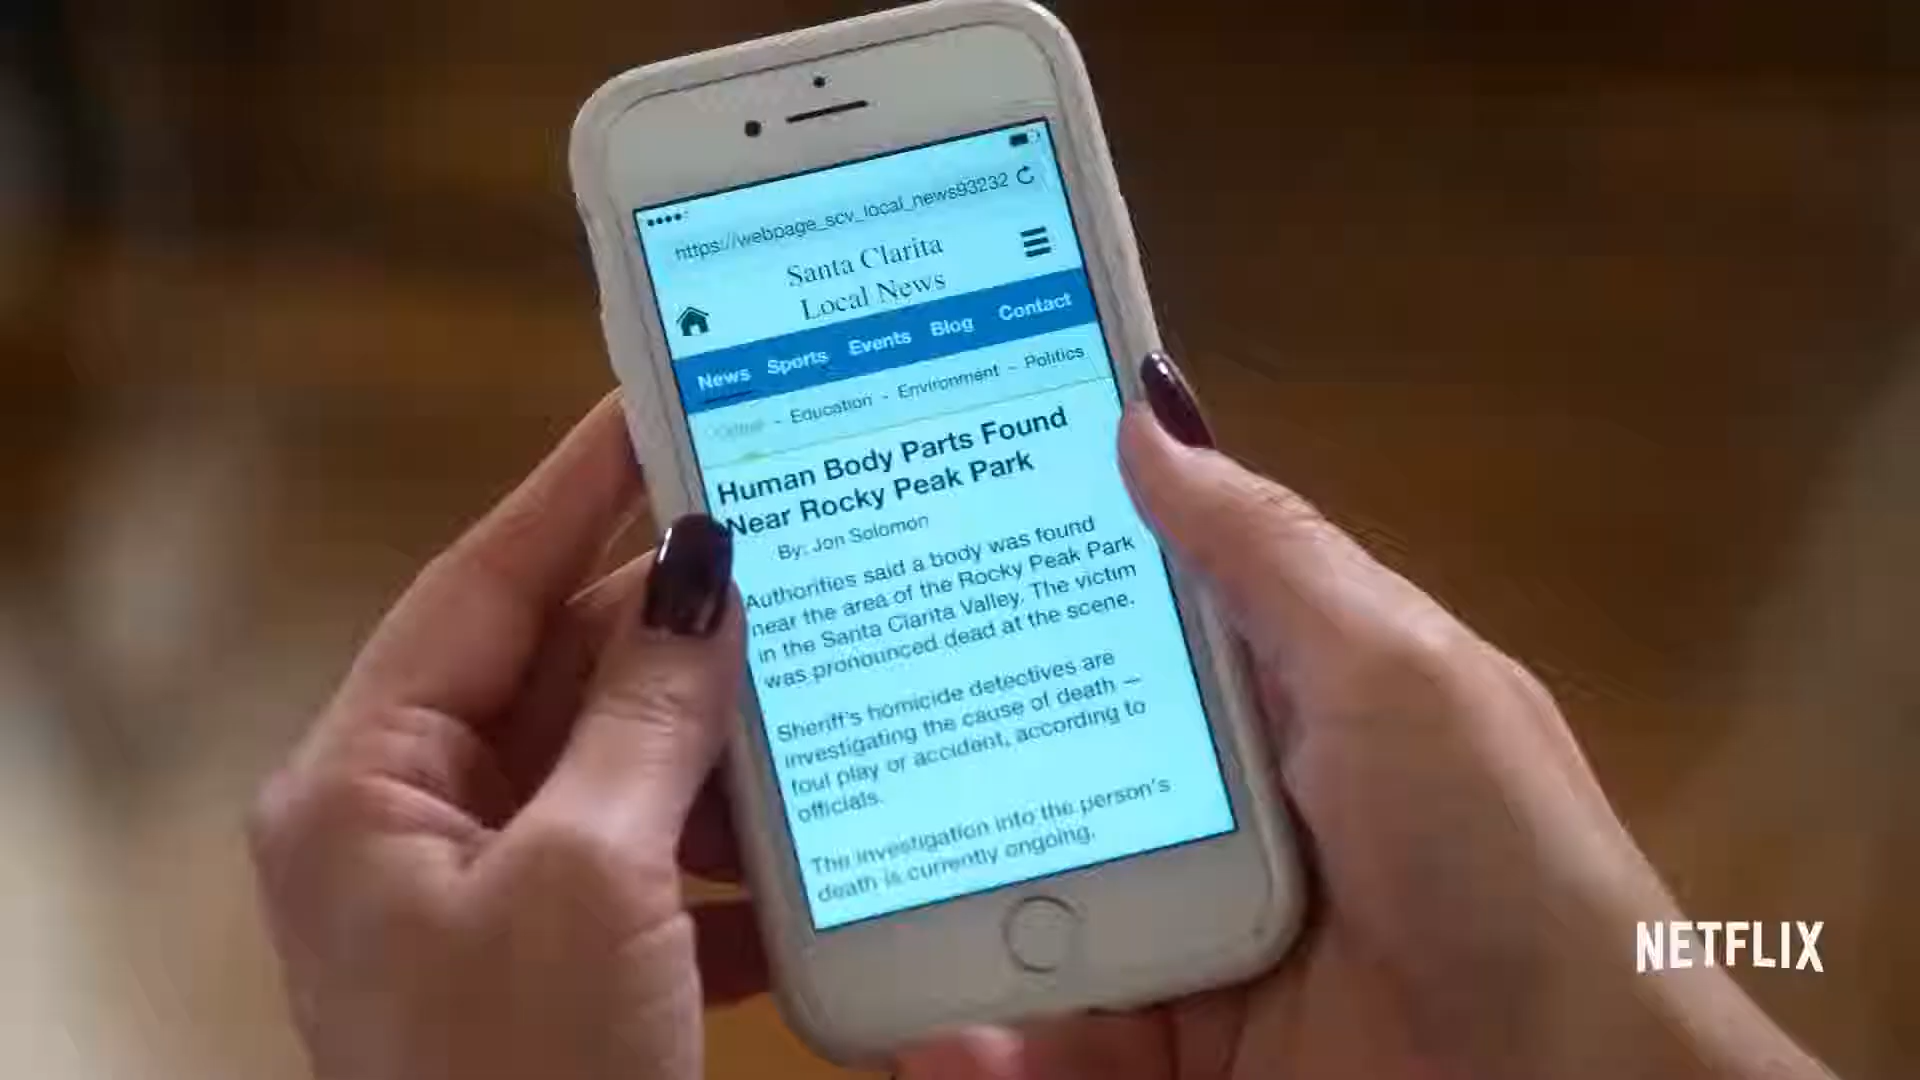 https://webpage_scv_local_news93232
Santa Clarita
Local News
News Sports Events Blog Contact
- Education - Environment - Politics
Human Body Parts Found
Near Rocky Peak Park
By: Jon Solomon
Authorities said a body was found
near the area of the Rocky Peak Park
in the Santa Clarita Valley. The victim
was pronounced dead at the scene.
Sheriff's homicide detectives are
investigating the cause of death —
foul play or accident, according to
officials.
The investigation into the person's
death is currently ongoing.
NETFLIX